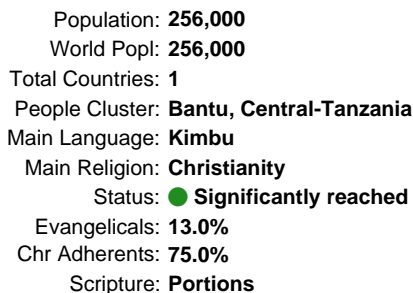 Population: 256,000
World Popl: 256,000
Total Countries: 1
People Cluster: Bantu, Central-Tanzania
Main Language: Kimbu
Main Religion: Christianity
Status: Significantly reached
Evangelicals: 13.0%
Chr Adherents: 75.0%
Scripture: Portions